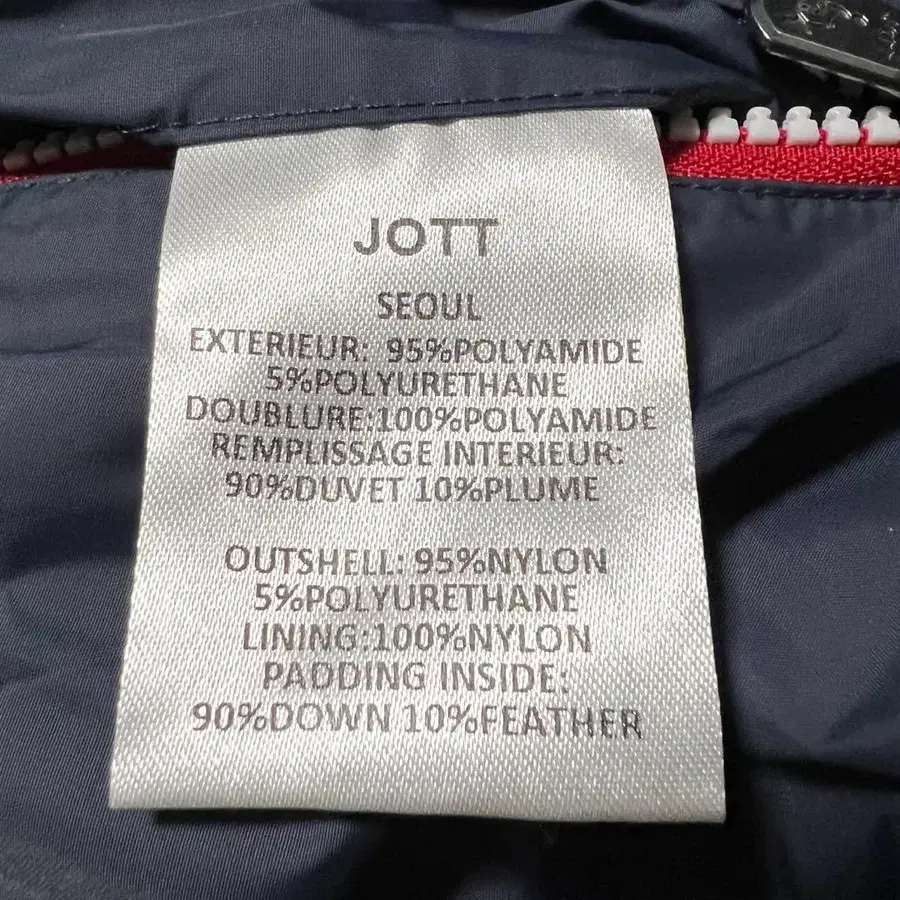 JOTT
SEOUL
EXTERIEUR: 95%POLYAMIDE
5%POLYURETHANE
DOUBLURE:100%POLYAMIDE
REMPLISSAGE INTERIEUR:
90%DUVET 10%PLUME
OUTSHELL: 95%NYLON
5%POLYURETHANE
LINING:100%NYLON
PADDING INSIDE:
90%DOWN 10%FEATHER